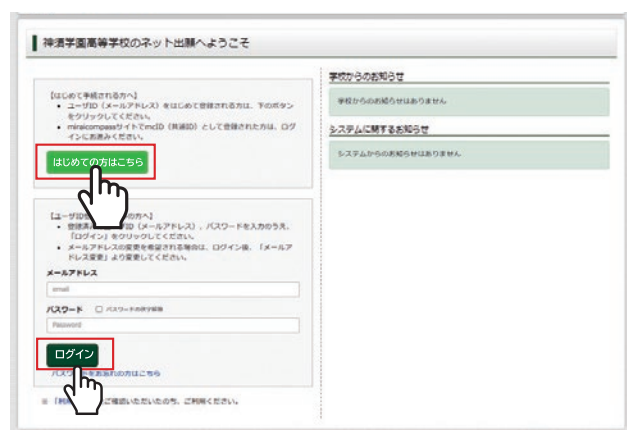 神須学園高等学校のネット出願へようこそ
【はじめて手続される方へ】
ユーザID（メールアドレス）をはじめて登録される方は、下のボタン
をクリックしてください。
miraicompassサイトでmcID（共通ID）として登録された方は、ログ
インにお進みください。
はじめての方はこちら
の方へ】
ID（メールアドレス）、パスワードを入力のうえ、
「ログイン」をクリックしてください。
メールアドレスの変更を希望される場合は、ログイン後、「メールア
ドレス変更」より変更してください。
メールアドレス
email
パスワード
パスワードの伏字解除
Password
ログイン
をお忘れの方はこちら
ご確認いただいたのち、ご利用ください。
学校からのお知らせ
学校からのお知らせはありません
システムに関するお知らせ
システムからのお知らせはありません